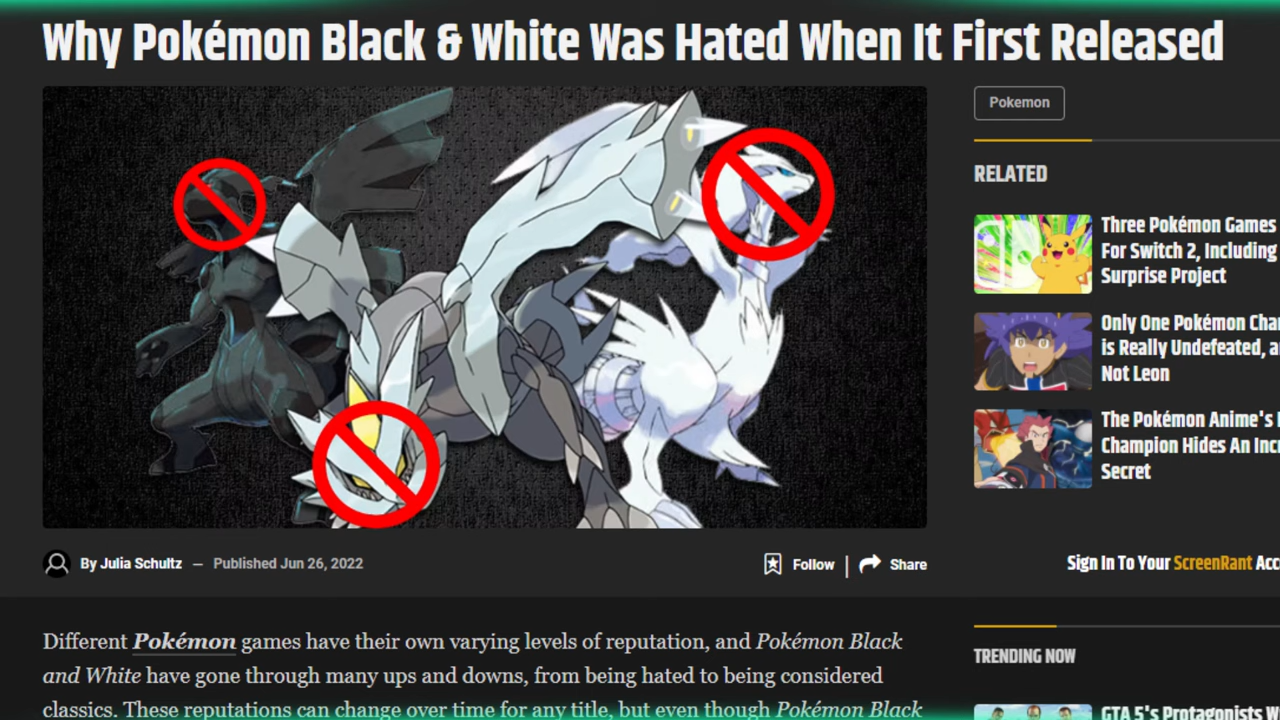 Why Pokémon Black & White Was Hated When It First Released
Pokemon
RELATED
Three Pokémon Games
For Switch 2, Including
Surprise Project
Only One Pokémon
is Really Undefeated,
Not Leon
The Pokémon Anime's
Champion Hides An
Secret
By Julia Schultz – Published Jun 26, 2022
Follow | Share
Sign In To Your ScreenRant
Different Pokémon games have their own varying levels of reputation, and Pokémon Black
and White have gone through many ups and downs, from being hated to being considered
classics. These reputations can change over time for any title, but even though Pokémon Black
TRENDING NOW
GTA 5's Protagonists